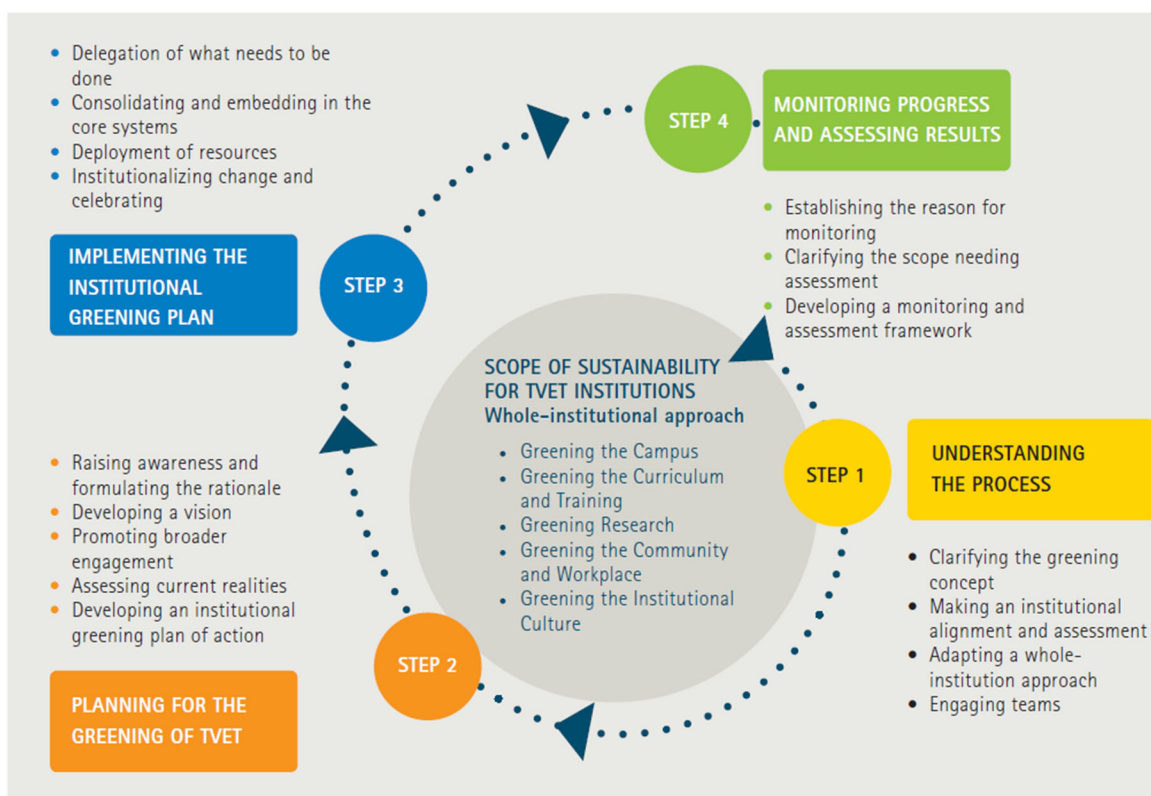 • Delegation of what needs to be
done
• Consolidating and embedding in the
core systems
• Deployment of resources
• Institutionalizing change and
celebrating
IMPLEMENTING THE
INSTITUTIONAL
GREENING PLAN
STEP 3
STEP 4
MONITORING PROGRESS
AND ASSESSING RESULTS
• Establishing the reason for
monitoring
• Clarifying the scope needing
assessment
• Developing a monitoring and
assessment framework
SCOPE OF SUSTAINABILITY
FOR TVET INSTITUTIONS
Whole-institutional approach
• Greening the Campus
• Greening the Curriculum
and Training
• Greening Research
• Greening the Community
and Workplace
• Greening the Institutional
Culture
STEP 1
UNDERSTANDING
THE PROCESS
• Clarifying the greening
concept
• Making an institutional
alignment and assessment
• Adapting a whole-
institution approach
• Engaging teams
• Raising awareness and
formulating the rationale
• Developing a vision
• Promoting broader
engagement
• Assessing current realities
• Developing an institutional
greening plan of action
STEP 2
PLANNING FOR THE
GREENING OF TVET